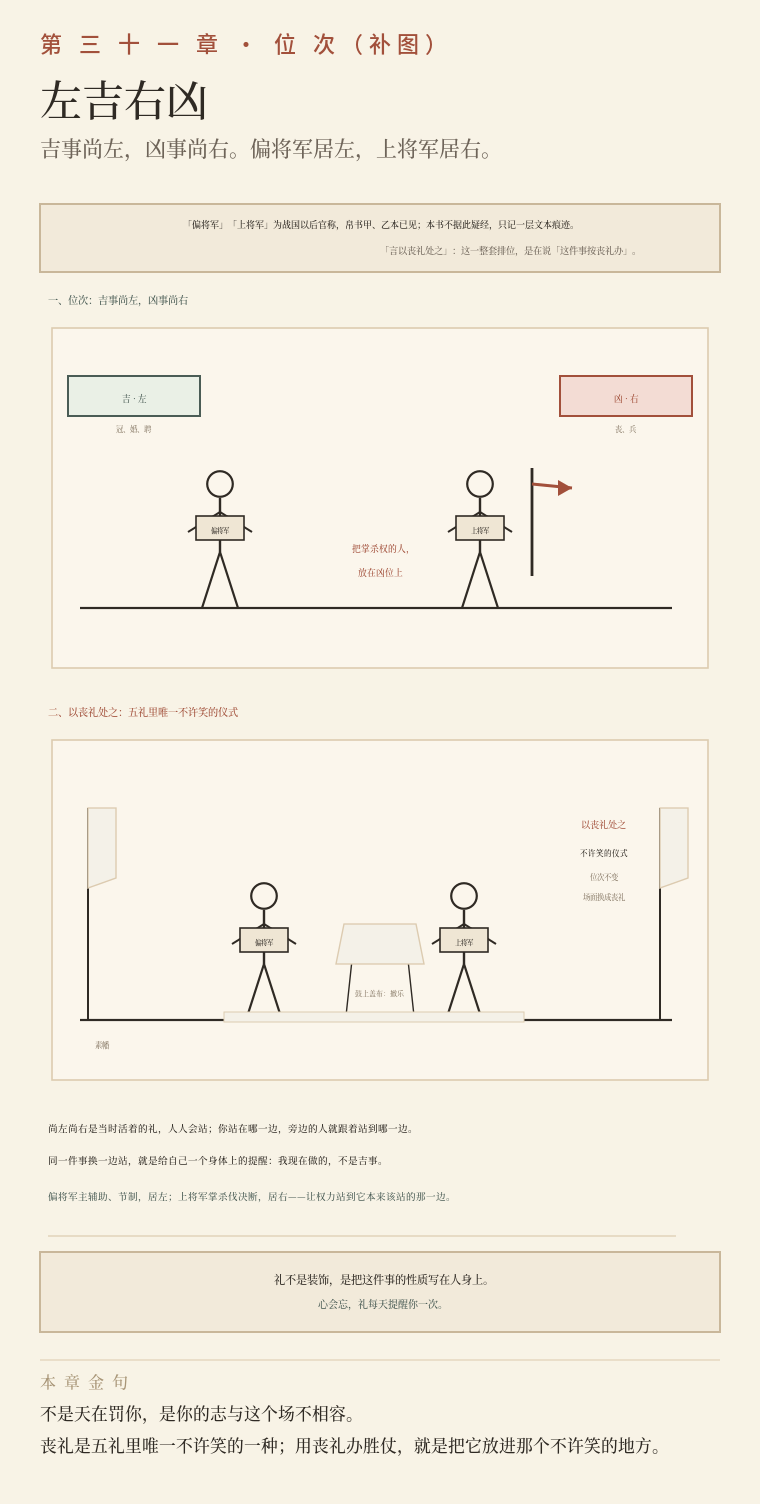 第三十一章·位次（补图）
左吉右凶
吉事尚左，凶事尚右。偏将军居左，上将军居右。
「偏将军」「上将军」为战国以后官称，帛书甲、乙本已见；本书不据此疑经，只记一层文本痕迹。
「言以丧礼处之」：这一整套排位，是在说「这件事按丧礼办」。
一、位次：吉事尚左，凶事尚右
吉·左
凶·右
冠、婚、聘
丧、兵
偏将军
上将军
把掌杀权的人，
放在凶位上
二、以丧礼处之：五礼里唯一不许笑的仪式
以丧礼处之
不许笑的仪式
位次不变
场面换成丧礼
偏将军
上将军
鼓上盖布：撤乐
素幡
尚左尚右是当时活着的礼，人人会站；你站在哪一边，旁边的人就跟着站到哪一边。
同一件事换一边站，就是给自己一个身体上的提醒：我现在做的，不是吉事。
偏将军主辅助、节制，居左；上将军掌杀伐决断，居右——让权力站到它本来该站的那一边。
礼不是装饰，是把这件事的性质写在人身上。
心会忘，礼每天提醒你一次。
本章金句
不是天在罚你，是你的志与这个场不相容。
丧礼是五礼里唯一不许笑的一种；用丧礼办胜仗，就是把它放进那个不许笑的地方。